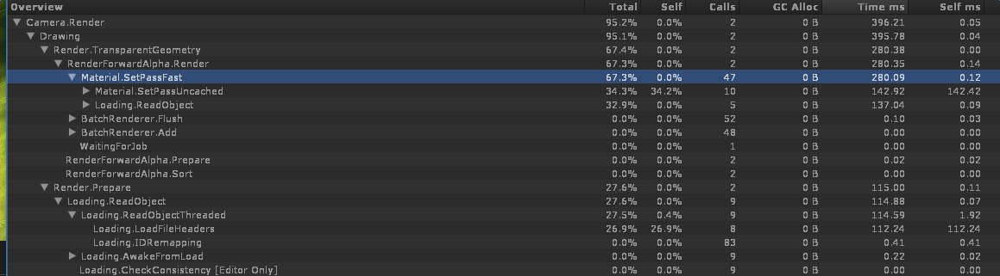 Overview Total Self Calls GC Alloc Time ms Self ms
Camera.Render 95.2% 0.0% 2 0 B 396.21 0.05
Drawing 95.1% 0.0% 2 0 B 395.78 0.04
Render.TransparentGeometry 67.4% 0.0% 2 0 B 280.38 0.00
RenderForwardAlpha.Render 67.3% 0.0% 2 0 B 280.35 0.14
Material.SetPassFast 67.3% 0.0% 47 0 B 280.09 0.12
Material.SetPassUncached 34.3% 34.2% 10 0 B 142.92 142.42
Loading.ReadObject 32.9% 0.0% 5 0 B 137.04 0.09
BatchRenderer.Flush 0.0% 0.0% 52 0 B 0.10 0.03
BatchRenderer.Add 0.0% 0.0% 48 0 B 0.00 0.00
WaitingForJob 0.0% 0.0% 1 0 B 0.00 0.00
RenderForwardAlpha.Prepare 0.0% 0.0% 2 0 B 0.02 0.02
RenderForwardAlpha.Sort 0.0% 0.0% 2 0 B 0.00 0.00
Render.Prepare 27.6% 0.0% 2 0 B 115.00 0.11
Loading.ReadObject 27.6% 0.0% 9 0 B 114.88 0.07
Loading.ReadObjectThreaded 27.5% 0.4% 9 0 B 114.59 1.92
Loading.LoadFileHeaders 26.9% 26.9% 8 0 B 112.24 112.24
Loading.IDRemapping 0.0% 0.0% 83 0 B 0.41 0.41
Loading.AwakeFromLoad 0.0% 0.0% 9 0 B 0.22 0.02
Loading.CheckConsistency [Editor Only] 0.0% 0.0% 9 0 B 0.00 0.00